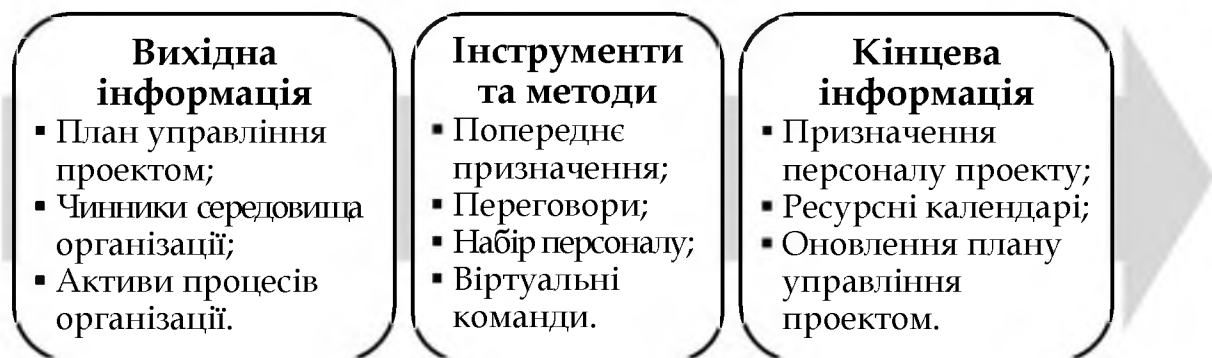 Вихідна
інформація
▪ План управління
проектом;
▪ Чинники середовища
організації;
▪ Активи процесів
організації.
Інструменти
та методи
▪ Попереднє
призначення;
▪ Переговори;
▪ Набір персоналу;
▪ Віртуальні
команди.
Кінцева
інформація
▪ Призначення
персоналу проекту;
▪ Ресурсні календарі;
▪ Оновлення плану
управління
проектом.